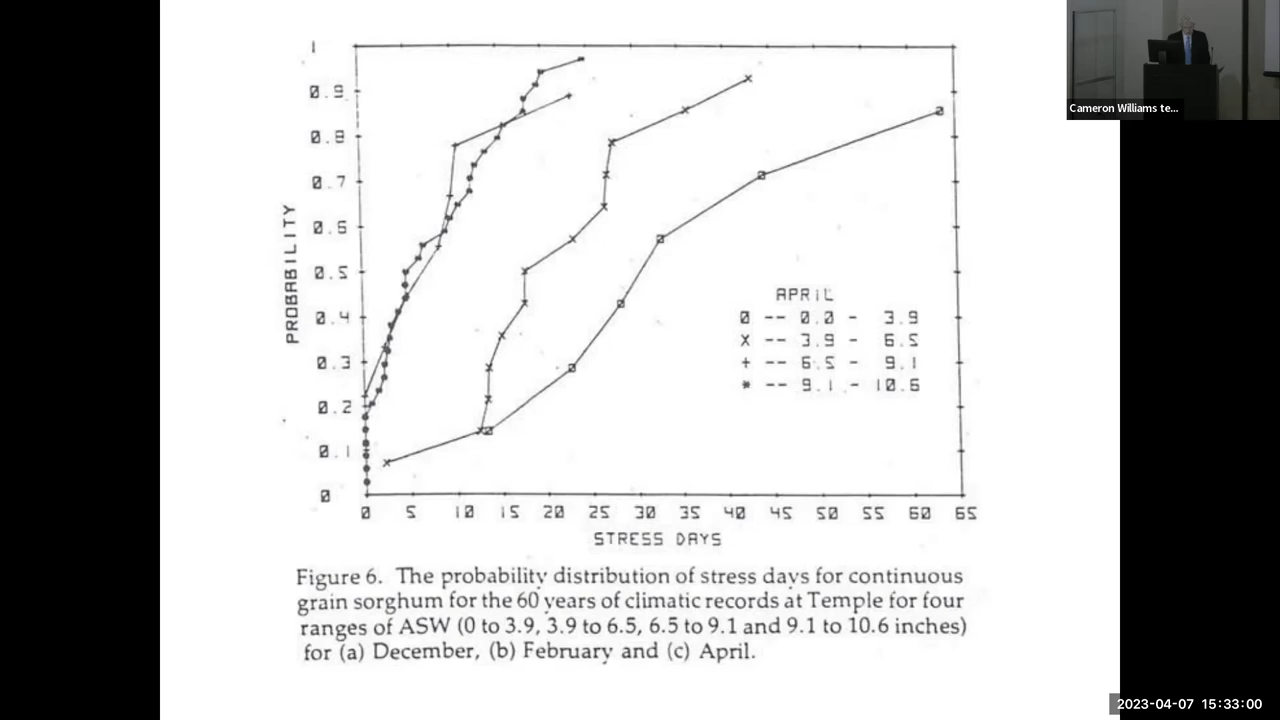 Cameron Williams te...
1
0.9
0.8
0.7
0.6
0.5
0.4
0.3
0.2
0.1
0
PROBABILITY
APRIL
0 -- 0.0 - 3.9
x -- 3.9 - 6.5
+ -- 6.5 - 9.1
* -- 9.1 - 10.6
0 5 10 15 20 25 30 35 40 45 50 55 60 65
STRESS DAYS
Figure 6. The probability distribution of stress days for continuous
grain sorghum for the 60 years of climatic records at Temple for four
ranges of ASW (0 to 3.9, 3.9 to 6.5, 6.5 to 9.1 and 9.1 to 10.6 inches)
for (a) December, (b) February and (c) April.
2023-04-07 15:33:00